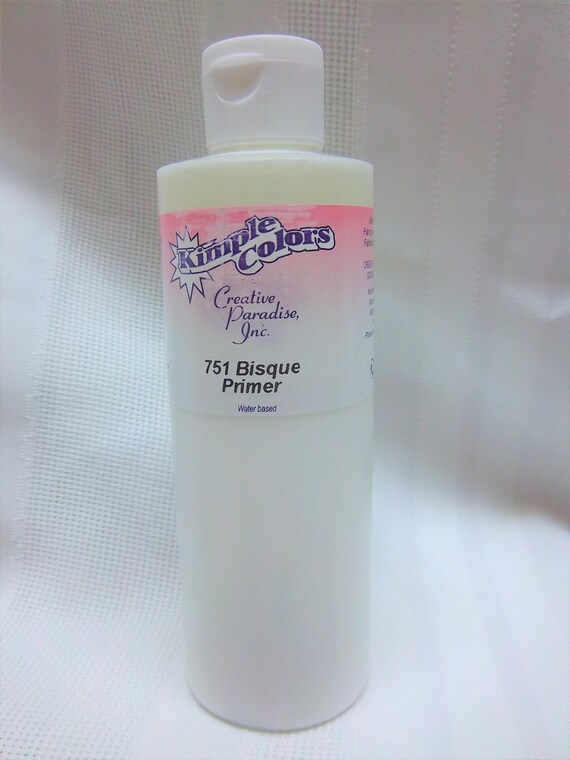 Kimple
Colors
Creative
Paradise,
Inc.
751 Bisque
Primer
Water based